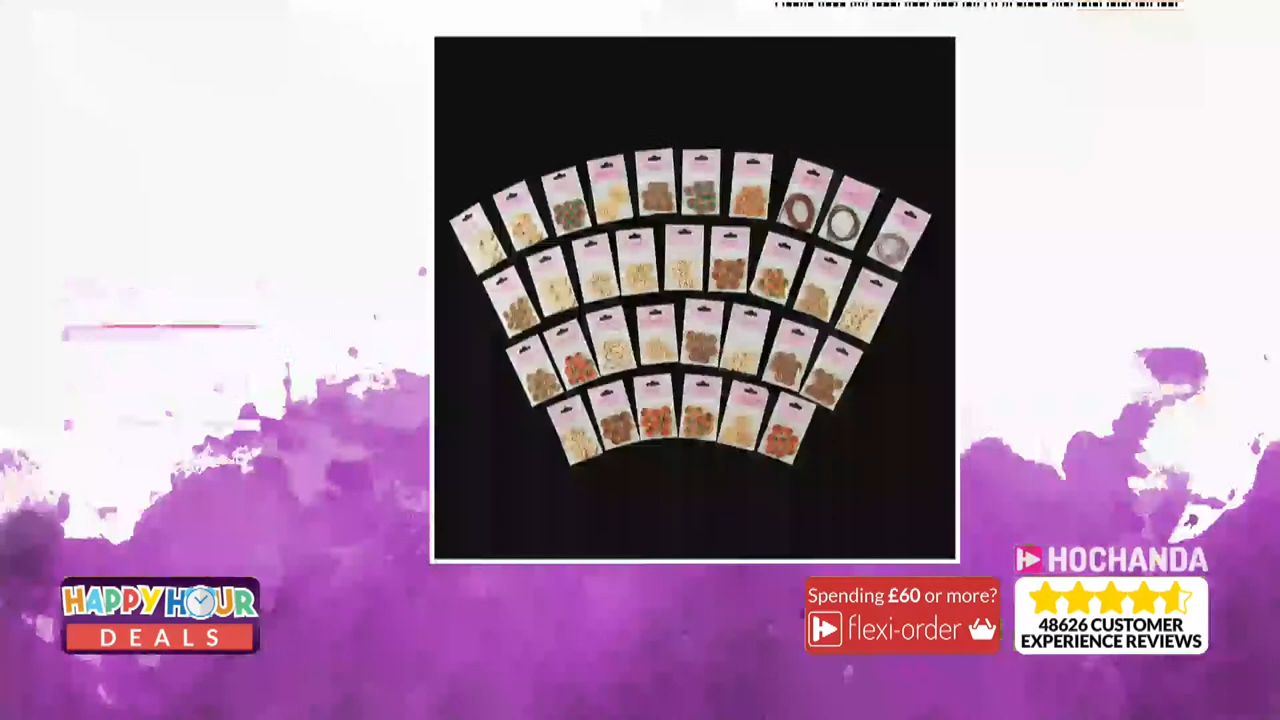 HAPPY HOUR
DEALS
Spending £60 or more?
flexi-order
HOCHANDA
48626 CUSTOMER
EXPERIENCE REVIEWS